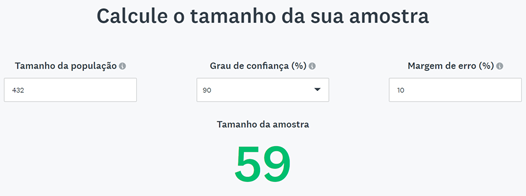 Calcule o tamanho da sua amostra
Tamanho da população Grau de confiança (%) Margem de erro (%)
432 90 10
Tamanho da amostra
59